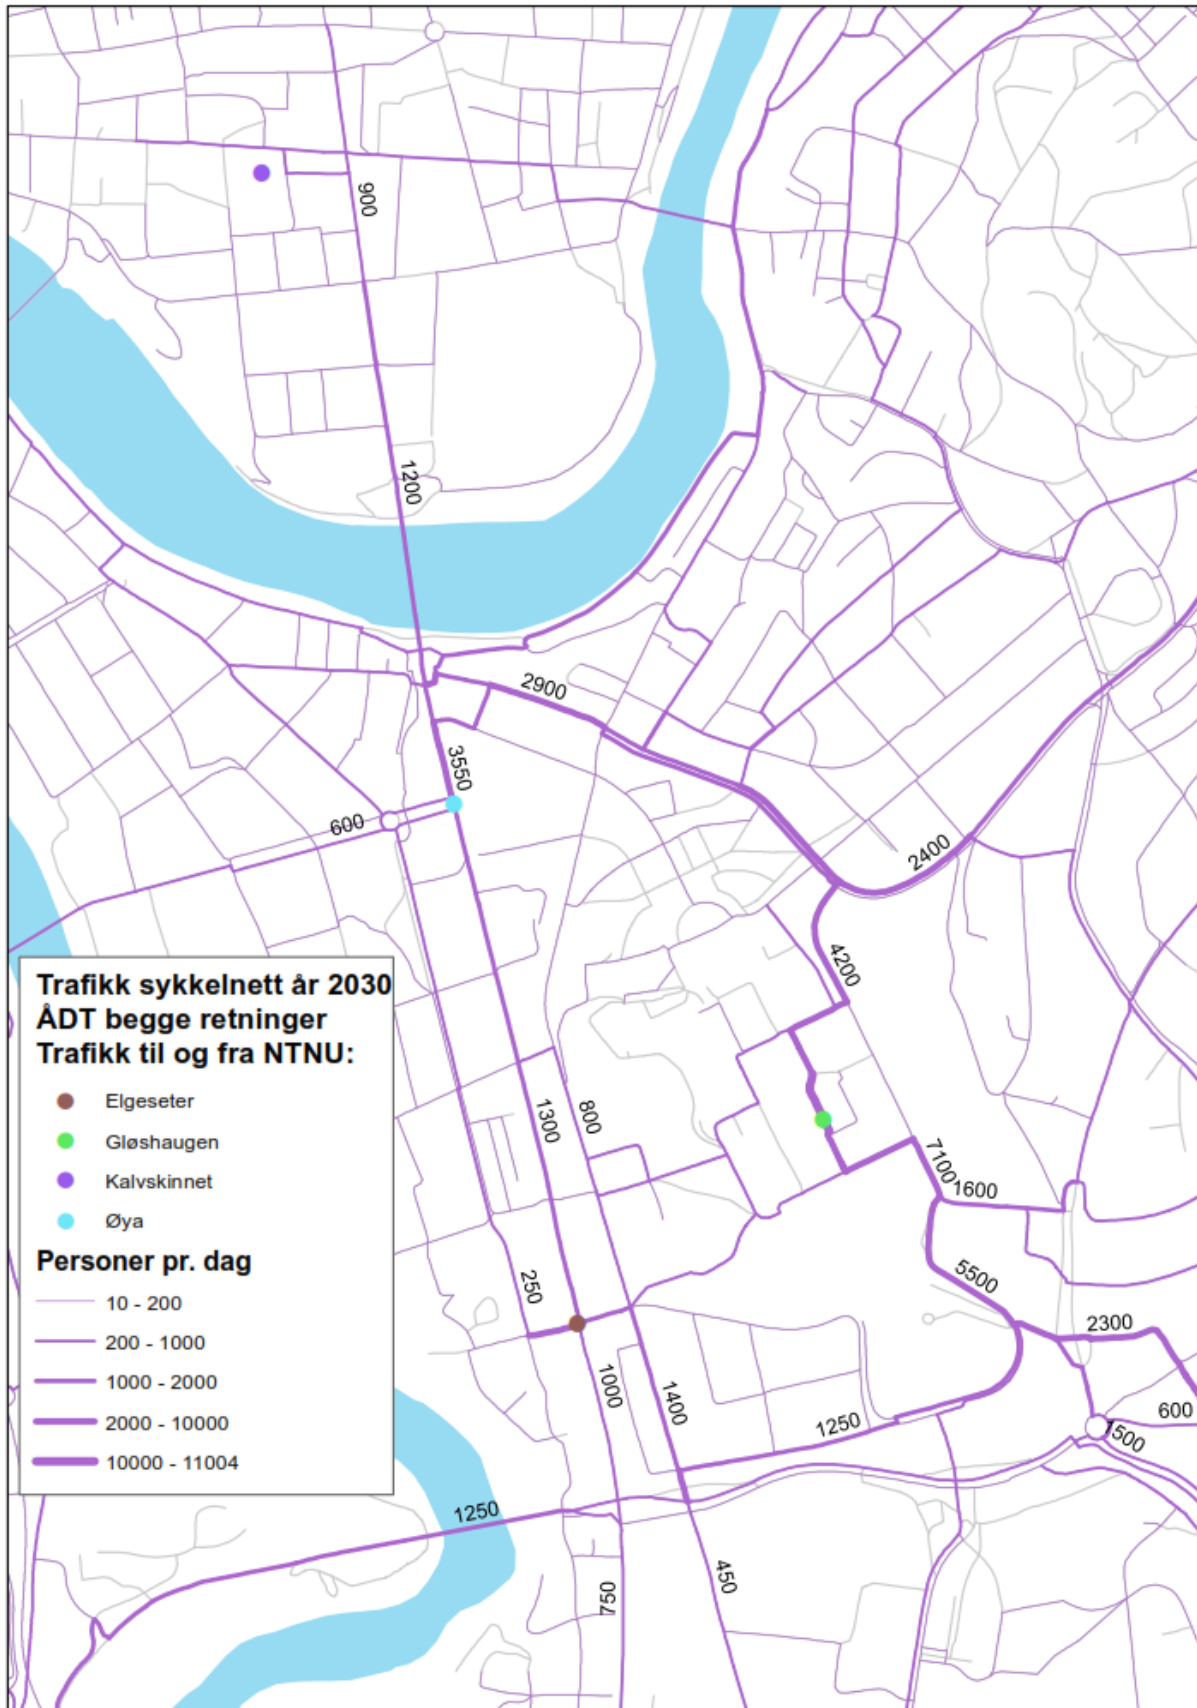 900
1200
2900
3550
600
2400
4200
Trafikk sykkelnett år 2030
ÅDT begge retninger
Trafikk til og fra NTNU:
Elgeseter
Gløshaugen
Kalvskinnet
Øya
Personer pr. dag
10 - 200
200 - 1000
1000 - 2000
2000 - 10000
10000 - 11004
1300
800
7100
1600
250
5500
2300
1000
1400
1250
600
1500
1250
450
750